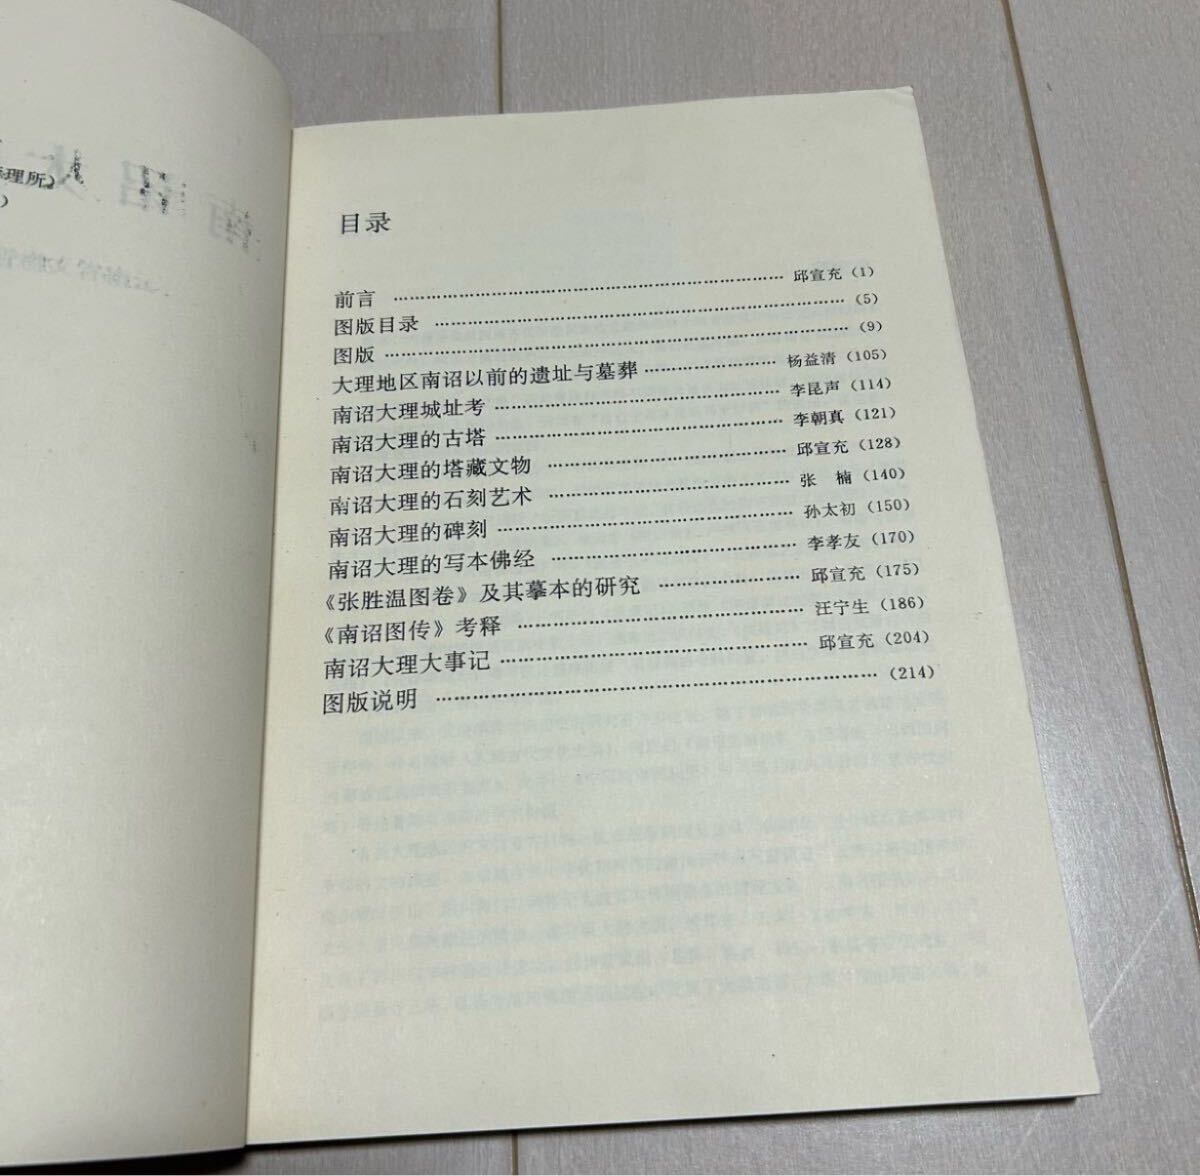 理所)
)
目录
前言 …………………………………………………… 邱宣充 (1)
图版目录 …………………………………………………… (5)
图版 …………………………………………………… (9)
大理地区南诏以前的遗址与墓葬 ……………… 杨益清 (105)
南诏大理城址考 ………………………………… 李昆声 (114)
南诏大理的古塔 ………………………………… 李朝真 (121)
南诏大理的塔藏文物 …………………………… 邱宣充 (128)
南诏大理的石刻艺术 …………………………… 张　楠 (140)
南诏大理的碑刻 ………………………………… 孙太初 (150)
南诏大理的写本佛经 …………………………… 李孝友 (170)
《张胜温图卷》及其摹本的研究 ……………… 邱宣充 (175)
《南诏图传》考释 ……………………………… 汪宁生 (186)
南诏大理大事记 ………………………………… 邱宣充 (204)
图版说明 …………………………………………………… (214)